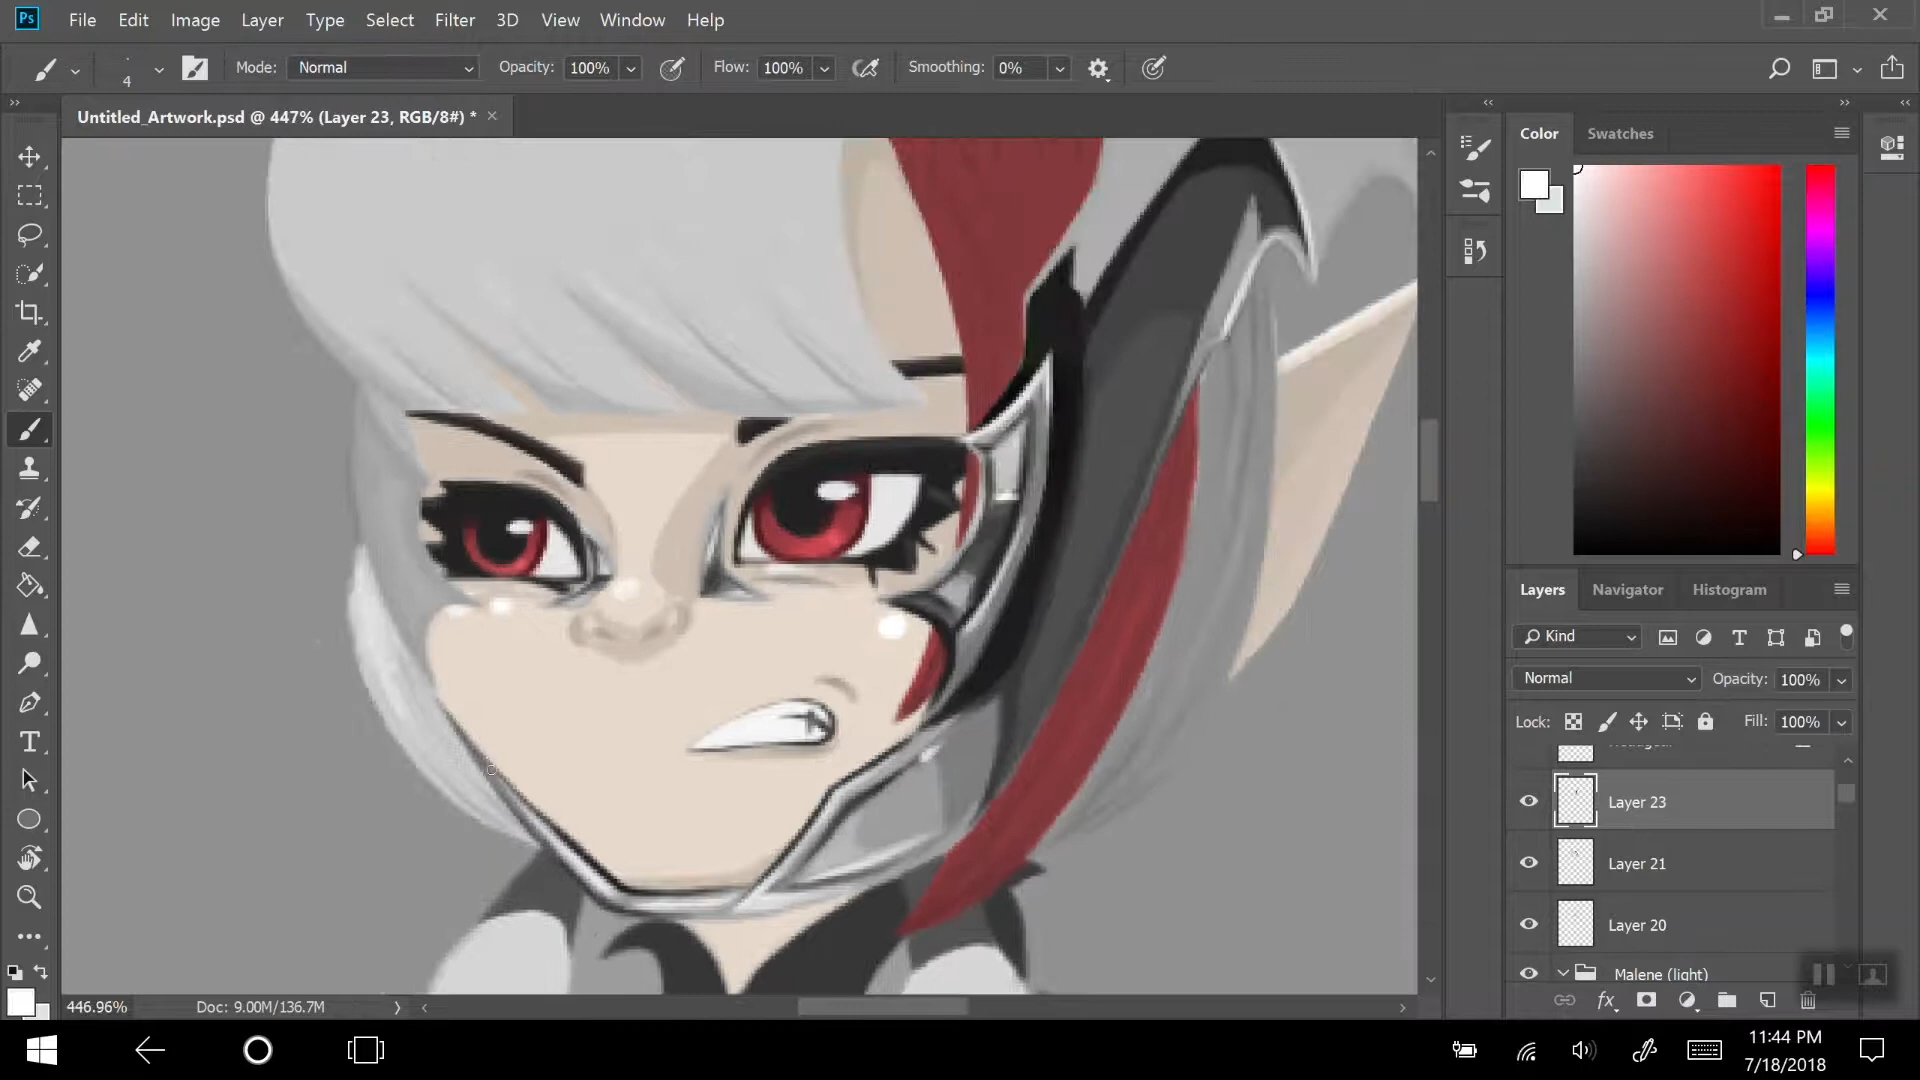 Ps File Edit Image Layer Type Select Filter 3D View Window Help
4 Mode: Normal Opacity: 100% Flow: 100% Smoothing: 0%
Untitled_Artwork.psd @ 447% (Layer 23, RGB/8#) * ×
Color Swatches
Layers Navigator Histogram
Kind
Normal Opacity: 100%
Lock: Fill: 100%
Layer 23
Layer 21
Layer 20
Malene (light)
fx
446.96% Doc: 9.00M/136.7M
11:44 PM
7/18/2018